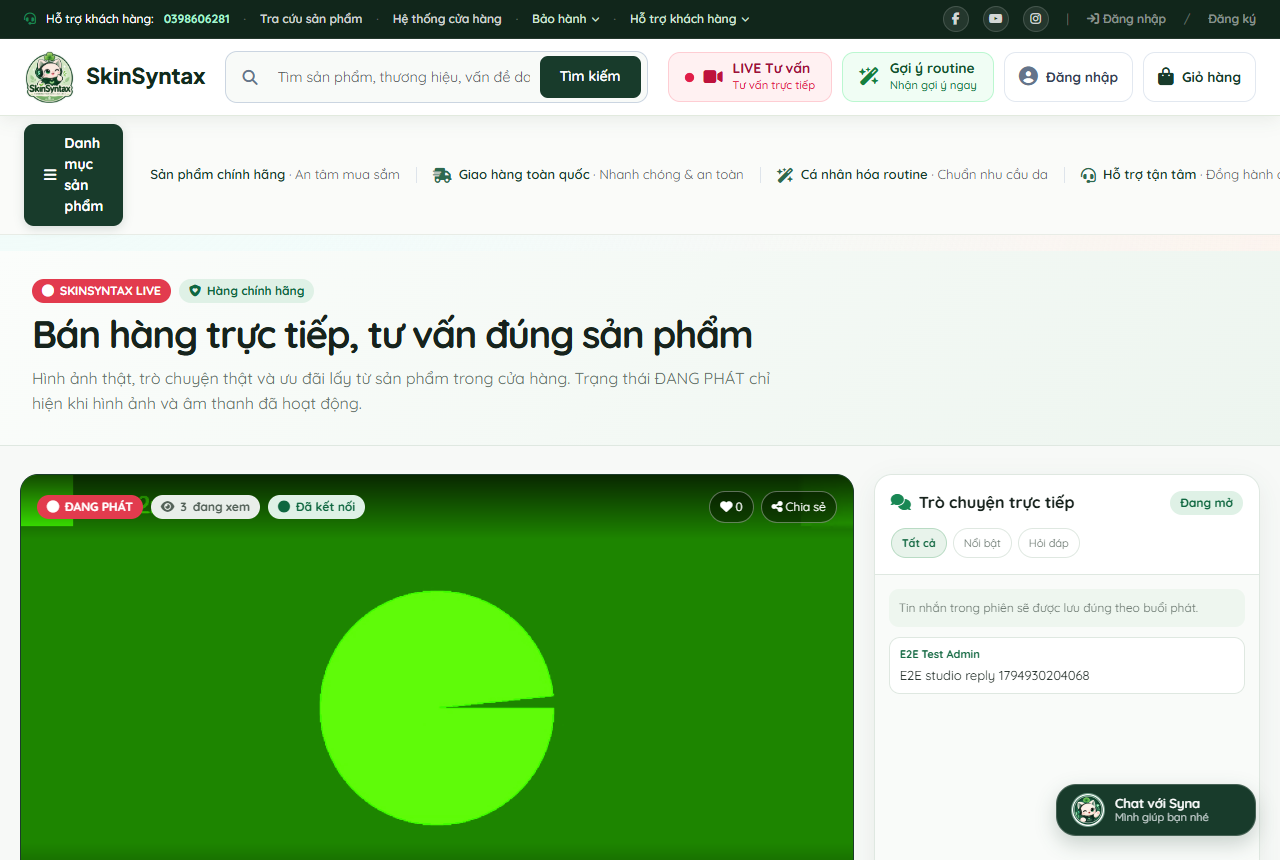 Hỗ trợ khách hàng: 0398606281 · Tra cứu sản phẩm · Hệ thống cửa hàng · Bảo hành · Hỗ trợ khách hàng | Đăng nhập / Đăng ký
SkinSyntax
SkinSyntax
Tìm sản phẩm, thương hiệu, vấn đề da
Tìm kiếm
LIVE Tư vấn
Tư vấn trực tiếp
Gợi ý routine
Nhận gợi ý ngay
Đăng nhập
Giỏ hàng
Danh
mục
sản
phẩm
Sản phẩm chính hãng · An tâm mua sắm
Giao hàng toàn quốc · Nhanh chóng & an toàn
Cá nhân hóa routine · Chuẩn nhu cầu da
Hỗ trợ tận tâm · Đồng hành
SKINSYNTAX LIVE
Hàng chính hãng
Bán hàng trực tiếp, tư vấn đúng sản phẩm
Hình ảnh thật, trò chuyện thật và ưu đãi lấy từ sản phẩm trong cửa hàng. Trạng thái ĐANG PHÁT chỉ
hiện khi hình ảnh và âm thanh đã hoạt động.
ĐANG PHÁT
3 đang xem
Đã kết nối
0
Chia sẻ
Trò chuyện trực tiếp
Đang mở
Tất cả
Nổi bật
Hỏi đáp
Tin nhắn trong phiên sẽ được lưu đúng theo buổi phát.
E2E Test Admin
E2E studio reply 1794930204068
Chat với Syna
Mình giúp bạn nhé